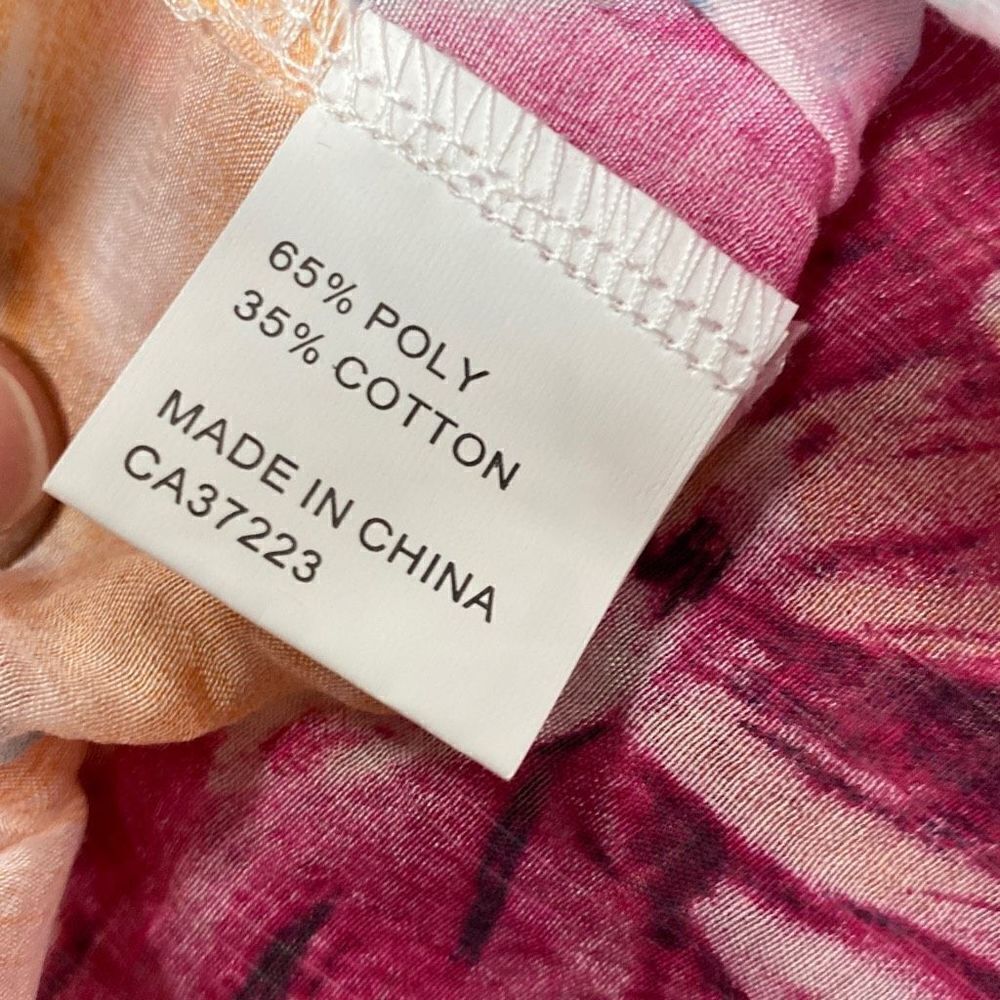 65% POLY
35% COTTON
MADE IN CHINA
CA37223